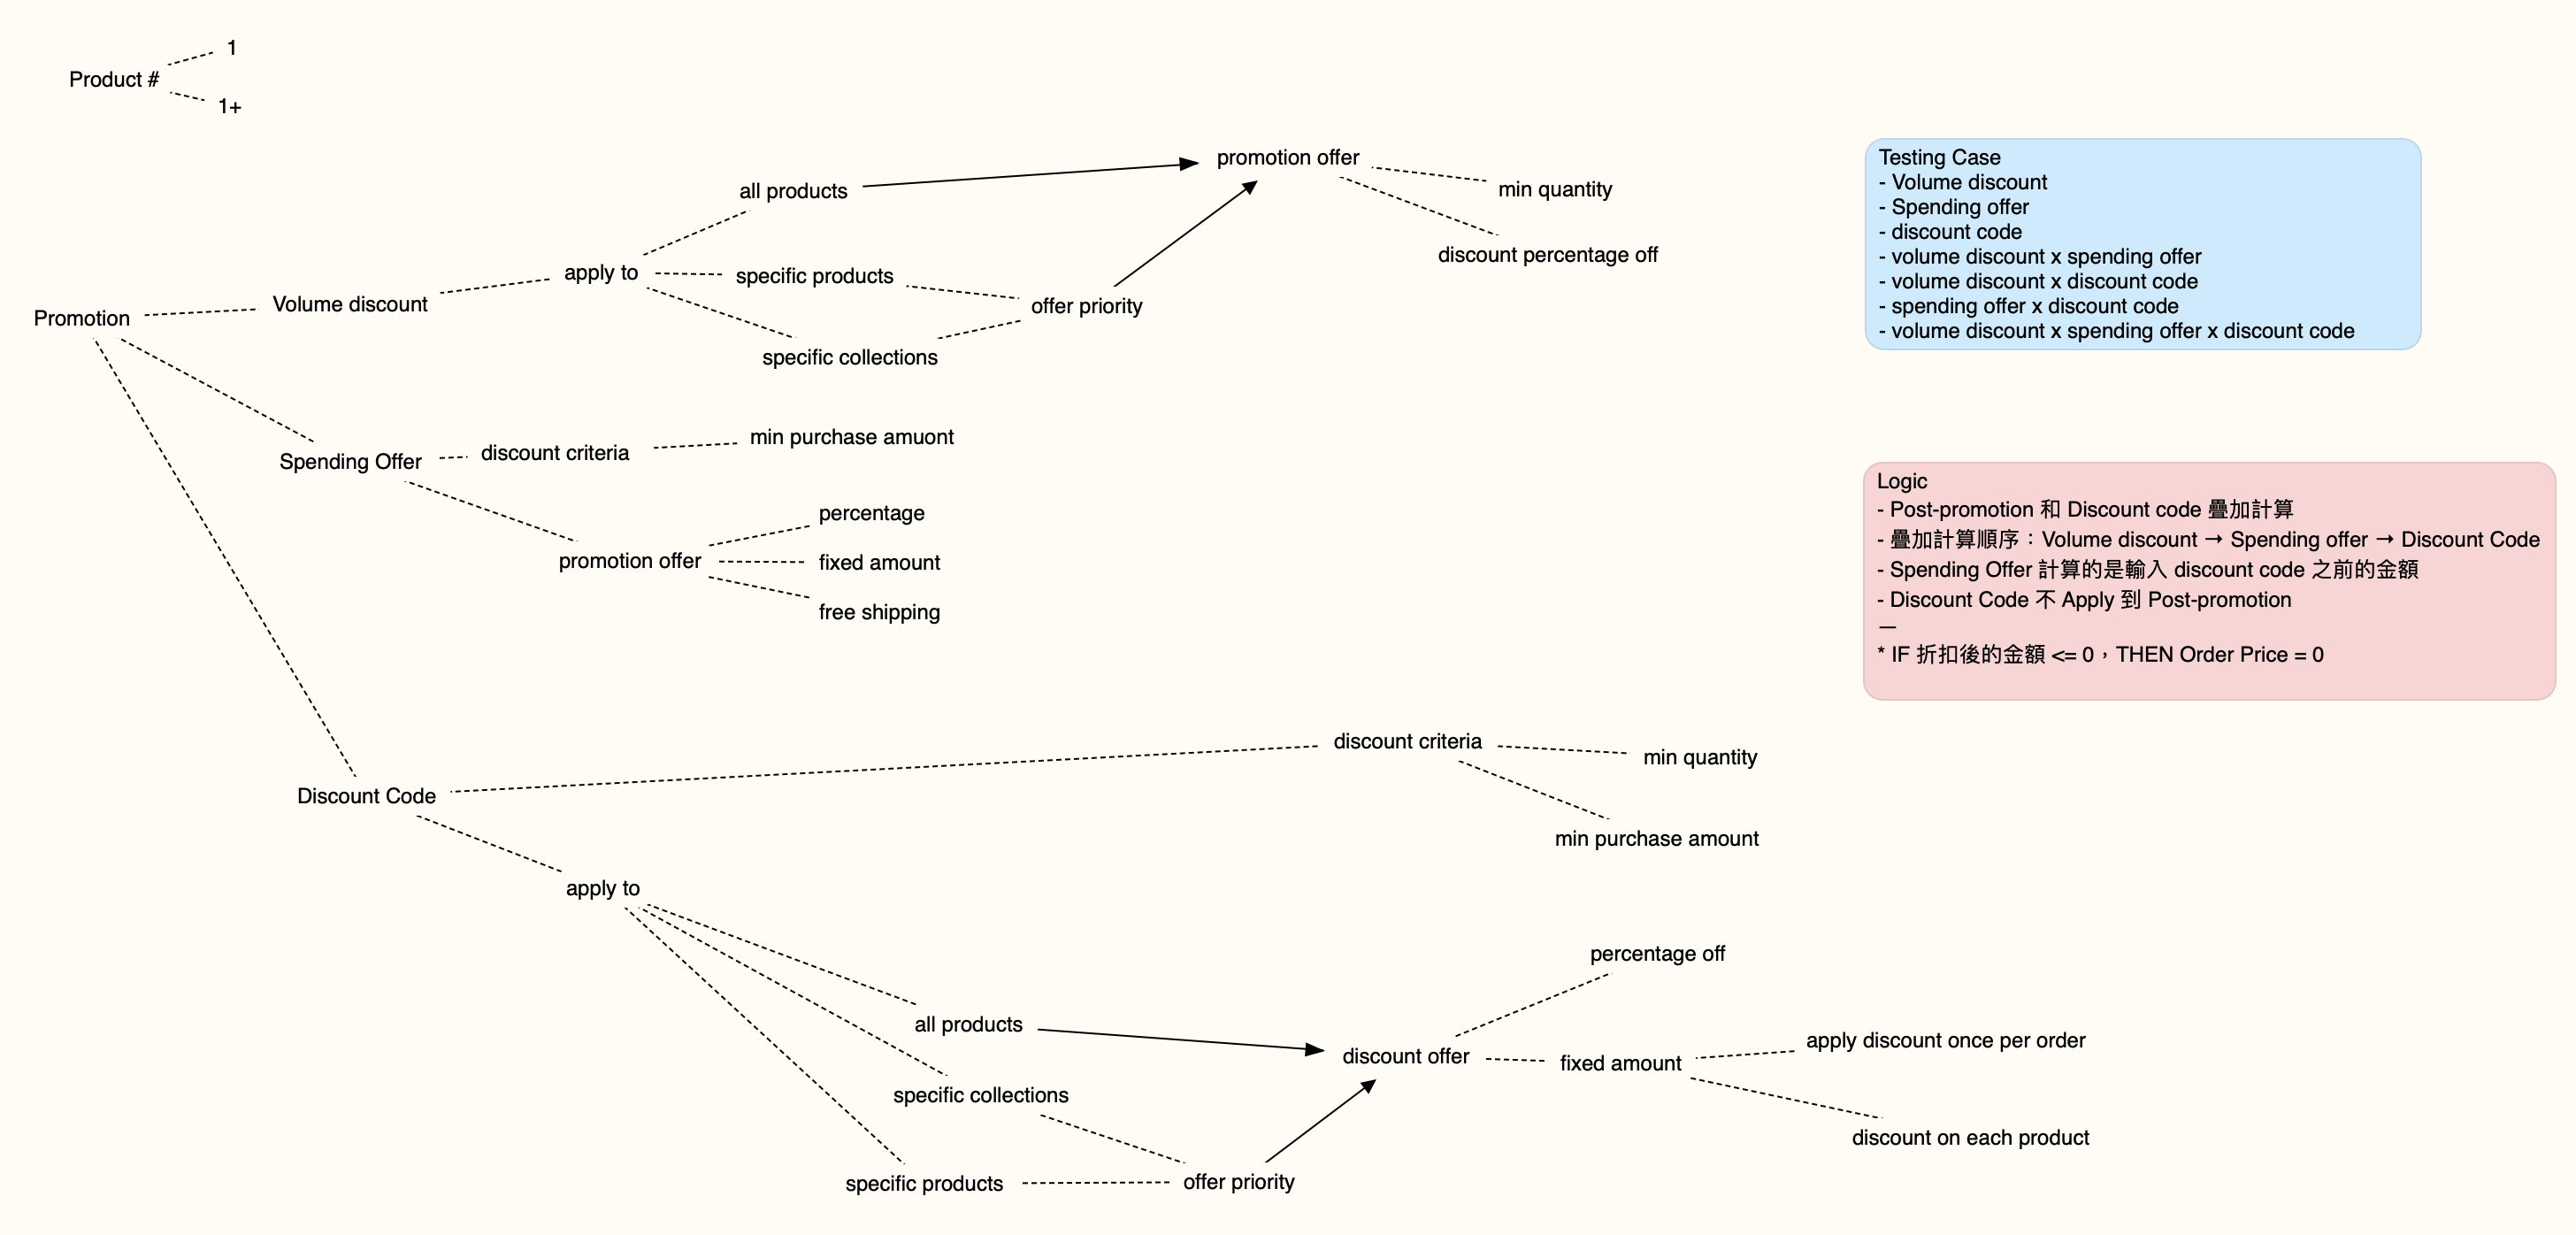 Product #
1
1+
Promotion
Volume discount
apply to
all products
specific products
specific collections
offer priority
promotion offer
min quantity
discount percentage off
Spending Offer
discount criteria
min purchase amuont
promotion offer
percentage
fixed amount
free shipping
Discount Code
discount criteria
min quantity
min purchase amount
apply to
all products
specific collections
specific products
offer priority
discount offer
percentage off
fixed amount
apply discount once per order
discount on each product
Testing Case
- Volume discount
- Spending offer
- discount code
- volume discount x spending offer
- volume discount x discount code
- spending offer x discount code
- volume discount x spending offer x discount code
Logic
- Post-promotion 和 Discount code 疊加計算
- 疊加計算順序：Volume discount → Spending offer → Discount Code
- Spending Offer 計算的是輸入 discount code 之前的金額
- Discount Code 不 Apply 到 Post-promotion
—
* IF 折扣後的金額 <= 0，THEN Order Price = 0